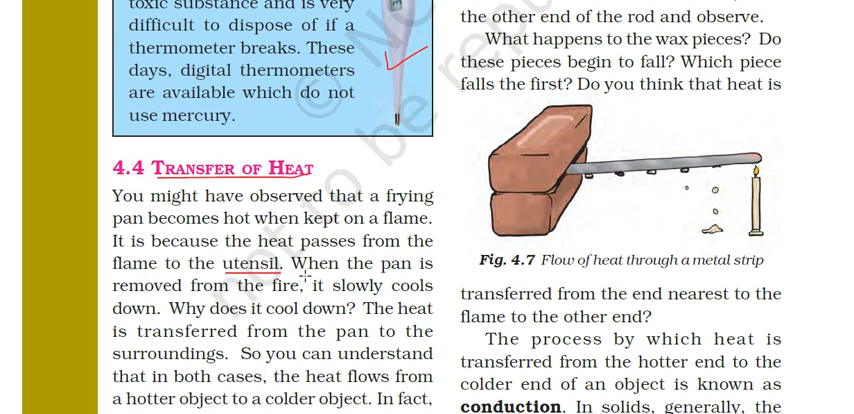 toxic substance and is very
difficult to dispose of if a
thermometer breaks. These
days, digital thermometers
are available which do not
use mercury.
4.4 TRANSFER OF HEAT
You might have observed that a frying
pan becomes hot when kept on a flame.
It is because the heat passes from the
flame to the utensil. When the pan is
removed from the fire, it slowly cools
down. Why does it cool down? The heat
is transferred from the pan to the
surroundings. So you can understand
that in both cases, the heat flows from
a hotter object to a colder object. In fact,
the other end of the rod and observe.
What happens to the wax pieces? Do
these pieces begin to fall? Which piece
falls the first? Do you think that heat is
Fig. 4.7 Flow of heat through a metal strip
transferred from the end nearest to the
flame to the other end?
The process by which heat is
transferred from the hotter end to the
colder end of an object is known as
conduction. In solids, generally, the
not to be repu
© NC